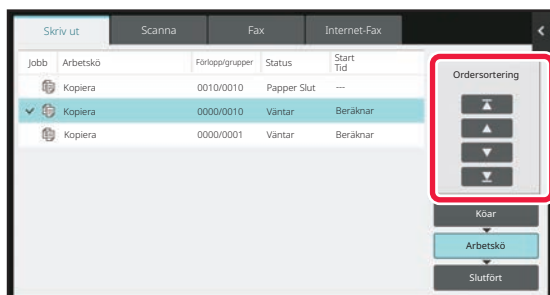 Skriv ut Scanna Fax Internet-Fax
Jobb Arbetskö Förlopp/grupper Status Start Tid
Kopiera 0010/0010 Papper Slut ---
Kopiera 0000/0010 Väntar Beräknar
Kopiera 0000/0001 Väntar Beräknar
Ordersortering
Köar
Arbetskö
Slutfört